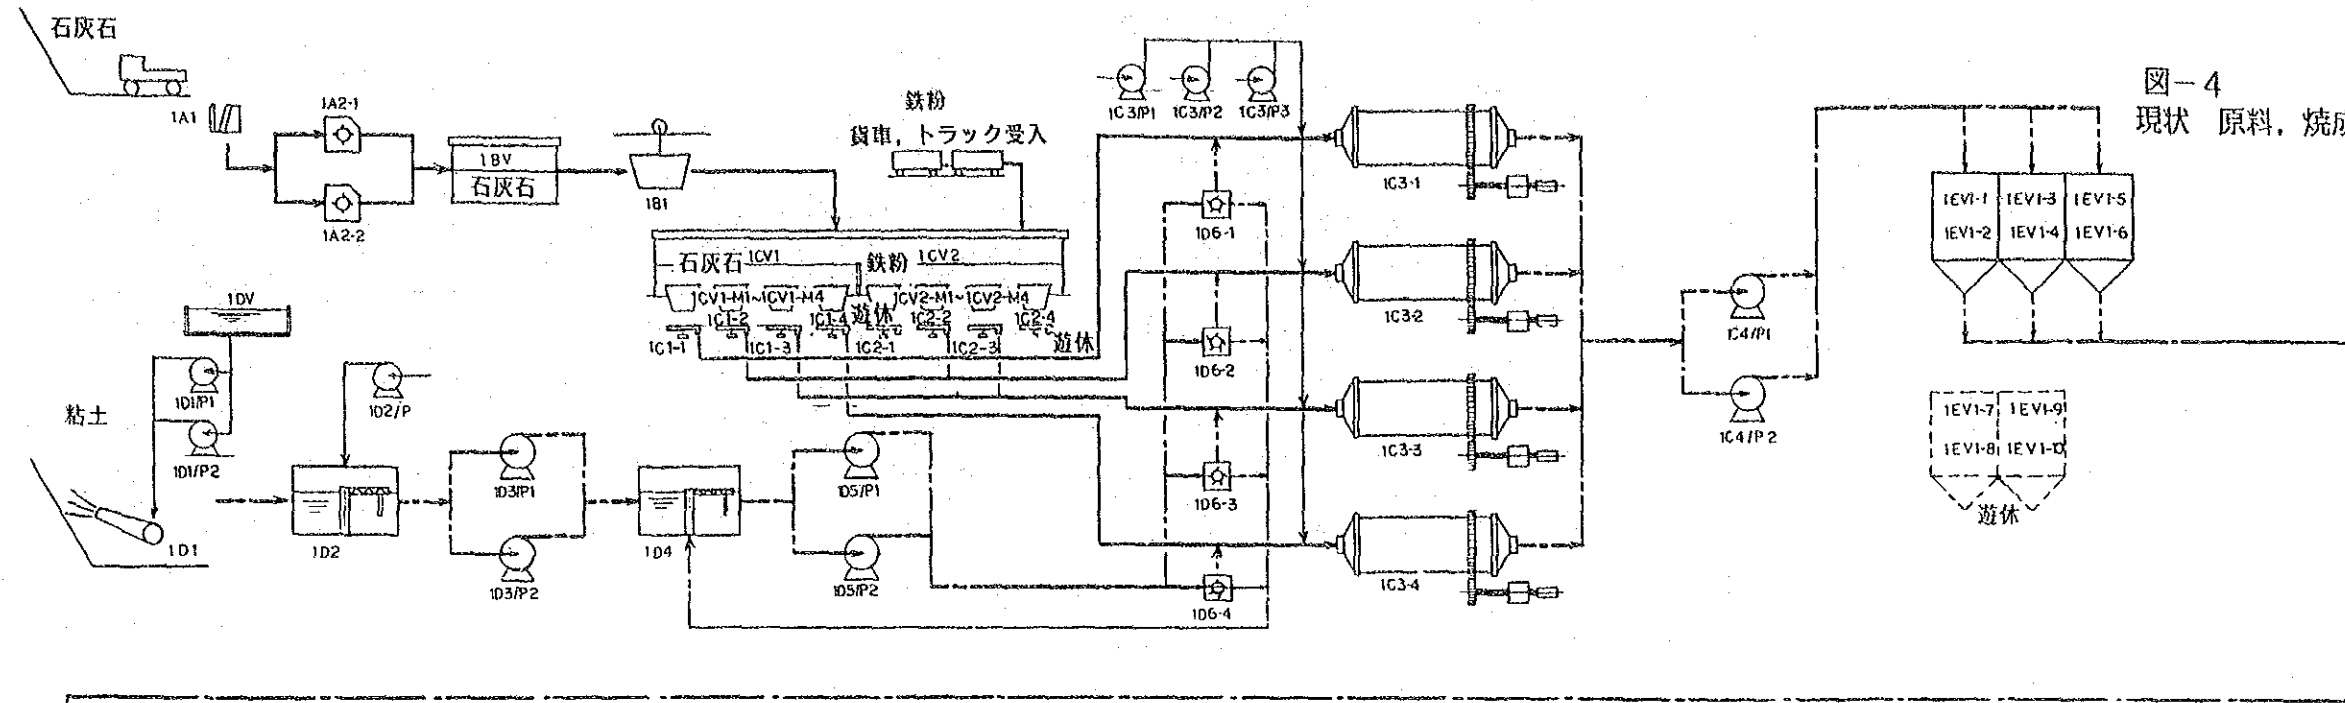 石灰石
1A1
1A2-1
1A2-2
1BV
石灰石
1B1
鉄粉
貨車,トラック受入
石灰石 1CV1
鉄粉 1CV2
1CV1-M1~1CV1-M4
1CV2-M1~1CV2-M4
1C1-2
1C1-4
遊休
1C2-2
1C2-4
1C1-1
1C1-3
1C2-1
1C2-3
遊休
1DV
1D1/P1
1D1/P2
粘土
1D1
1D2/P
1D2
1D3/P1
1D3/P2
1D4
1D5/P1
1D5/P2
1D6-1
1D6-2
1D6-3
1D6-4
1C3/P1
1C3/P2
1C3/P3
1C3-1
1C3-2
1C3-3
1C3-4
1C4/P1
1C4/P2
図-4
現状 原料,焼成
1EV1-1
1EV1-3
1EV1-5
1EV1-2
1EV1-4
1EV1-6
1EV1-7
1EV1-9
1EV1-8
1EV1-10
遊休